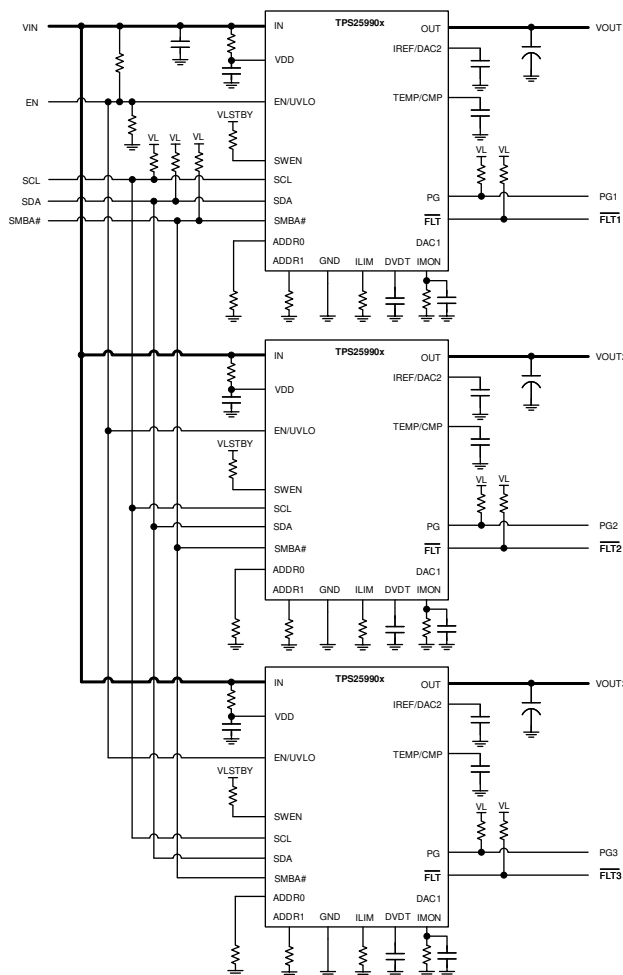 VIN
IN
TPS25990x
OUT
VOUT
IREF/DAC2
VDD
TEMP/CMP
EN
EN/UVLO
VLSTBY
VL
VL
VL
VL
VL
SWEN
SCL
SCL
SDA
SDA
PG
PG1
SMBA#
SMBA#
FLT
FLT1
ADDR0
DAC1
ADDR1
GND
ILIM
DVDT
IMON
IN
TPS25990x
OUT
VOUT2
IREF/DAC2
VDD
TEMP/CMP
EN/UVLO
VLSTBY
VL
VL
SWEN
SCL
SDA
PG
PG2
SMBA#
FLT
FLT2
ADDR0
DAC1
ADDR1
GND
ILIM
DVDT
IMON
IN
TPS25990x
OUT
VOUT3
IREF/DAC2
VDD
TEMP/CMP
EN/UVLO
VLSTBY
VL
VL
SWEN
SCL
SDA
PG
PG3
SMBA#
FLT
FLT3
ADDR0
DAC1
ADDR1
GND
ILIM
DVDT
IMON